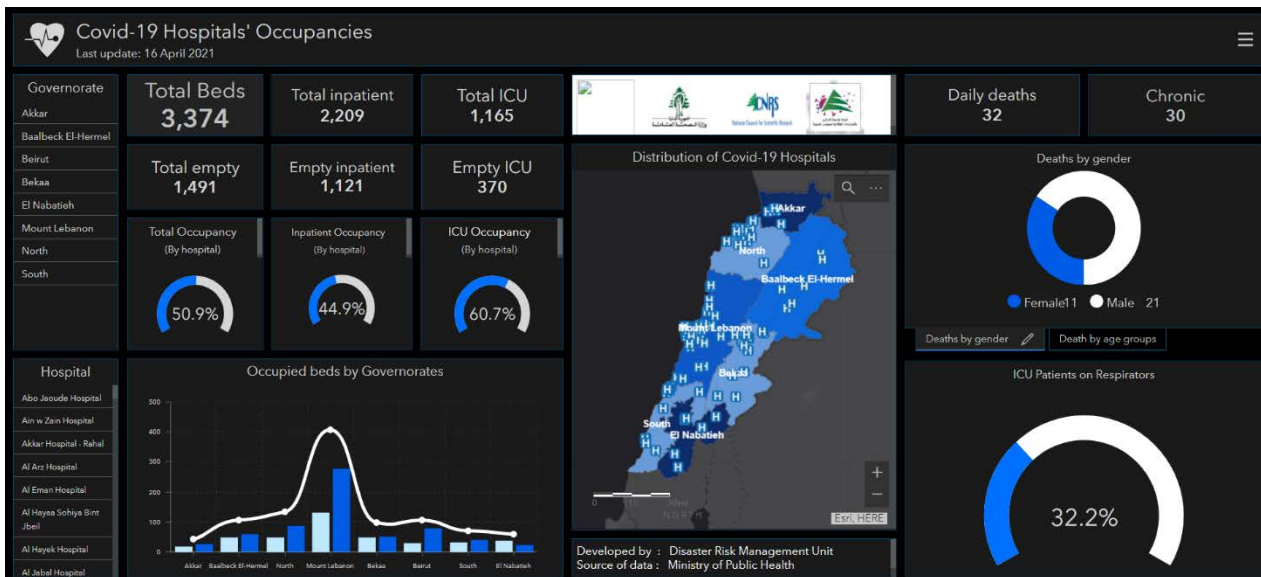 Covid-19 Hospitals' Occupancies
Last update: 16 April 2021
Governorate
Akkar
Baalbeck El-Hermel
Beirut
Bekaa
El Nabatieh
Mount Lebanon
North
South
Total Beds
3,374
Total inpatient
2,209
Total ICU
1,165
Total empty
1,491
Empty inpatient
1,121
Empty ICU
370
Total Occupancy
(By hospital)
50.9%
Inpatient Occupancy
(By hospital)
44.9%
ICU Occupancy
(By hospital)
60.7%
CNRS
National Council for Scientific Research
Daily deaths
32
Chronic
30
Distribution of Covid-19 Hospitals
Akkar
North
Baalbeck El-Hermel
Mount Lebanon
Bekaa
South
El Nabatieh
NORTH
Esri, HERE
Deaths by gender
Female11 Male 21
Deaths by gender
Death by age groups
ICU Patients on Respirators
32.2%
Hospital
Abo Jaoude Hospital
Ain w Zain Hospital
Akkar Hospital - Rahal
Al Arz Hospital
Al Eman Hospital
Al Hayaa Sohiya Bint
Jbeil
Al Hayek Hospital
Al Jabal Hospital
Occupied beds by Governorates
500
400
300
200
100
0
Akkar Baalbeck El-Hermel North Mount Lebanon Bekaa Beirut South El Nabatieh
Developed by : Disaster Risk Management Unit
Source of data : Ministry of Public Health